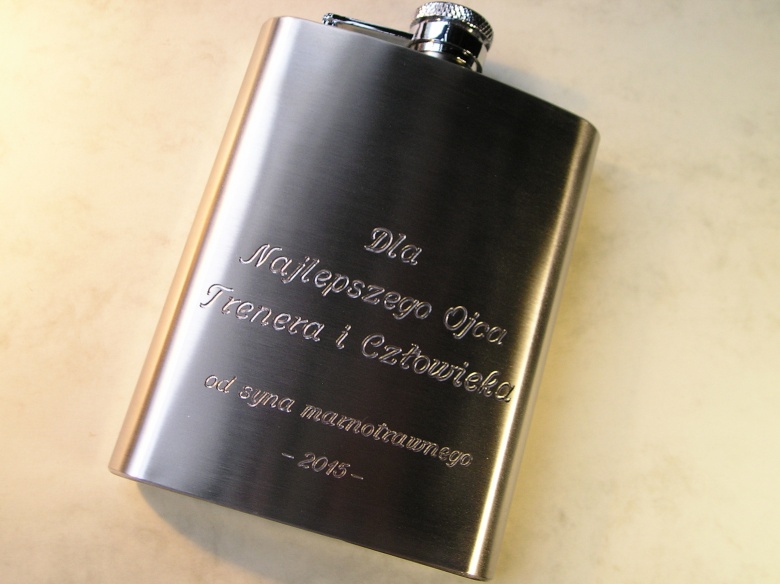 Dla
Najlepszego Ojca
Trenera i Człowieka
od syna marnotrawnego
- 2015 -